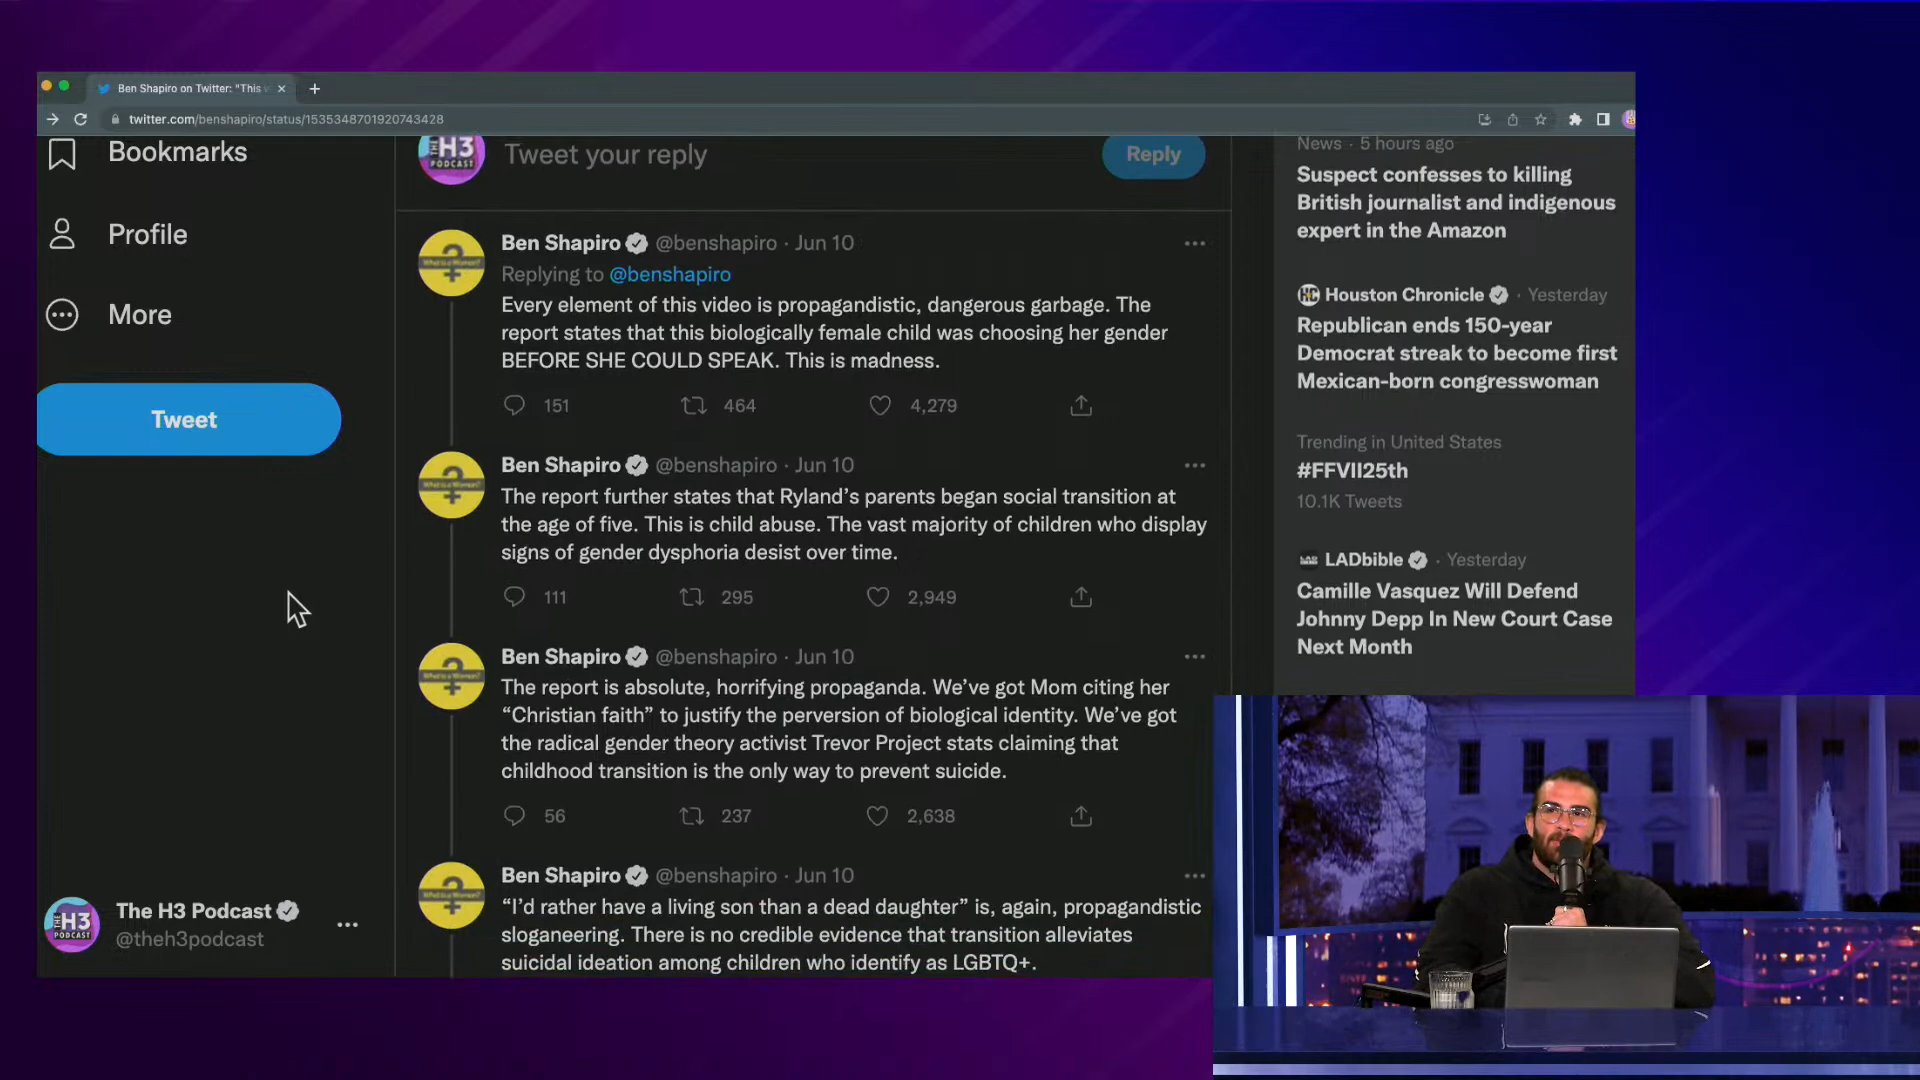 Ben Shapiro on Twitter: "This
twitter.com/benshapiro/status/1535348701920743428
Bookmarks
Profile
More
Tweet
The H3 Podcast
@theh3podcast
H3
PODCAST
THE H3 PODCAST
Tweet your reply
Reply
Ben Shapiro @benshapiro · Jun 10
Replying to @benshapiro
Every element of this video is propagandistic, dangerous garbage. The
report states that this biologically female child was choosing her gender
BEFORE SHE COULD SPEAK. This is madness.
151 464 4,279
Ben Shapiro @benshapiro · Jun 10
The report further states that Ryland’s parents began social transition at
the age of five. This is child abuse. The vast majority of children who display
signs of gender dysphoria desist over time.
111 295 2,949
Ben Shapiro @benshapiro · Jun 10
The report is absolute, horrifying propaganda. We’ve got Mom citing her
“Christian faith” to justify the perversion of biological identity. We’ve got
the radical gender theory activist Trevor Project stats claiming that
childhood transition is the only way to prevent suicide.
56 237 2,638
Ben Shapiro @benshapiro · Jun 10
“I’d rather have a living son than a dead daughter” is, again, propagandistic
sloganeering. There is no credible evidence that transition alleviates
suicidal ideation among children who identify as LGBTQ+.
News · 5 hours ago
Suspect confesses to killing
British journalist and indigenous
expert in the Amazon
Houston Chronicle · Yesterday
Republican ends 150-year
Democrat streak to become first
Mexican-born congresswoman
Trending in United States
#FFVII25th
10.1K Tweets
LADbible · Yesterday
Camille Vasquez Will Defend
Johnny Depp In New Court Case
Next Month